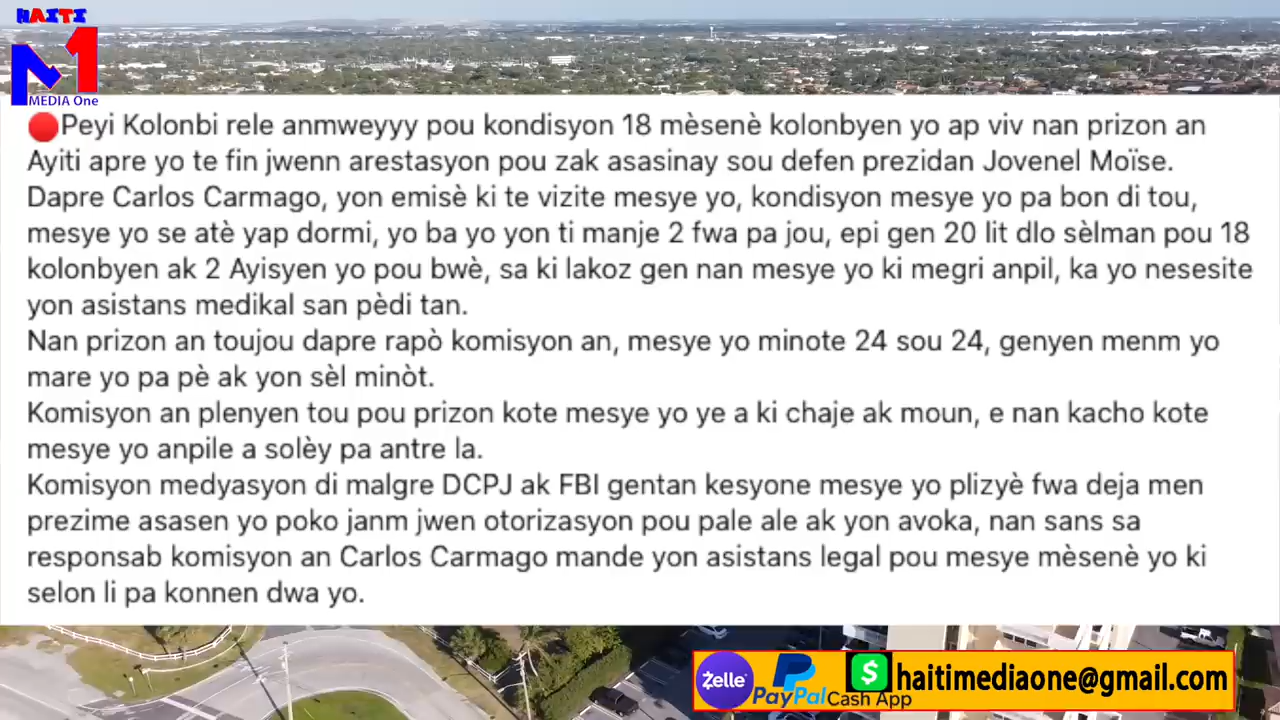 HAITI
M1
MEDIA One
Peyi Kolonbi rele anmweyyy pou kondisyon 18 mèsenè kolonbyen yo ap viv nan prizon an
Ayiti apre yo te fin jwenn arestasyon pou zak asasinay sou defen prezidan Jovenel Moïse.
Dapre Carlos Carmago, yon emisè ki te vizite mesye yo, kondisyon mesye yo pa bon di tou,
mesye yo se atè yap dormi, yo ba yo yon ti manje 2 fwa pa jou, epi gen 20 lit dlo sèlman pou 18
kolonbyen ak 2 Ayisyen yo pou bwè, sa ki lakoz gen nan mesye yo ki megri anpil, ka yo nesesite
yon asistans medikal san pèdi tan.
Nan prizon an toujou dapre rapò komisyon an, mesye yo minote 24 sou 24, genyen menm yo
mare yo pa pè ak yon sèl minòt.
Komisyon an plenyen tou pou prizon kote mesye yo ye a ki chaje ak moun, e nan kacho kote
mesye yo anpile a solèy pa antre la.
Komisyon medyasyon di malgre DCPJ ak FBI gentan kesyone mesye yo plizyè fwa deja men
prezime asasen yo poko janm jwen otorizasyon pou pale ale ak yon avoka, nan sans sa
responsab komisyon an Carlos Carmago mande yon asistans legal pou mesye mèsenè yo ki
selon li pa konnen dwa yo.
Zelle PayPal $ Cash App haitimediaone@gmail.com